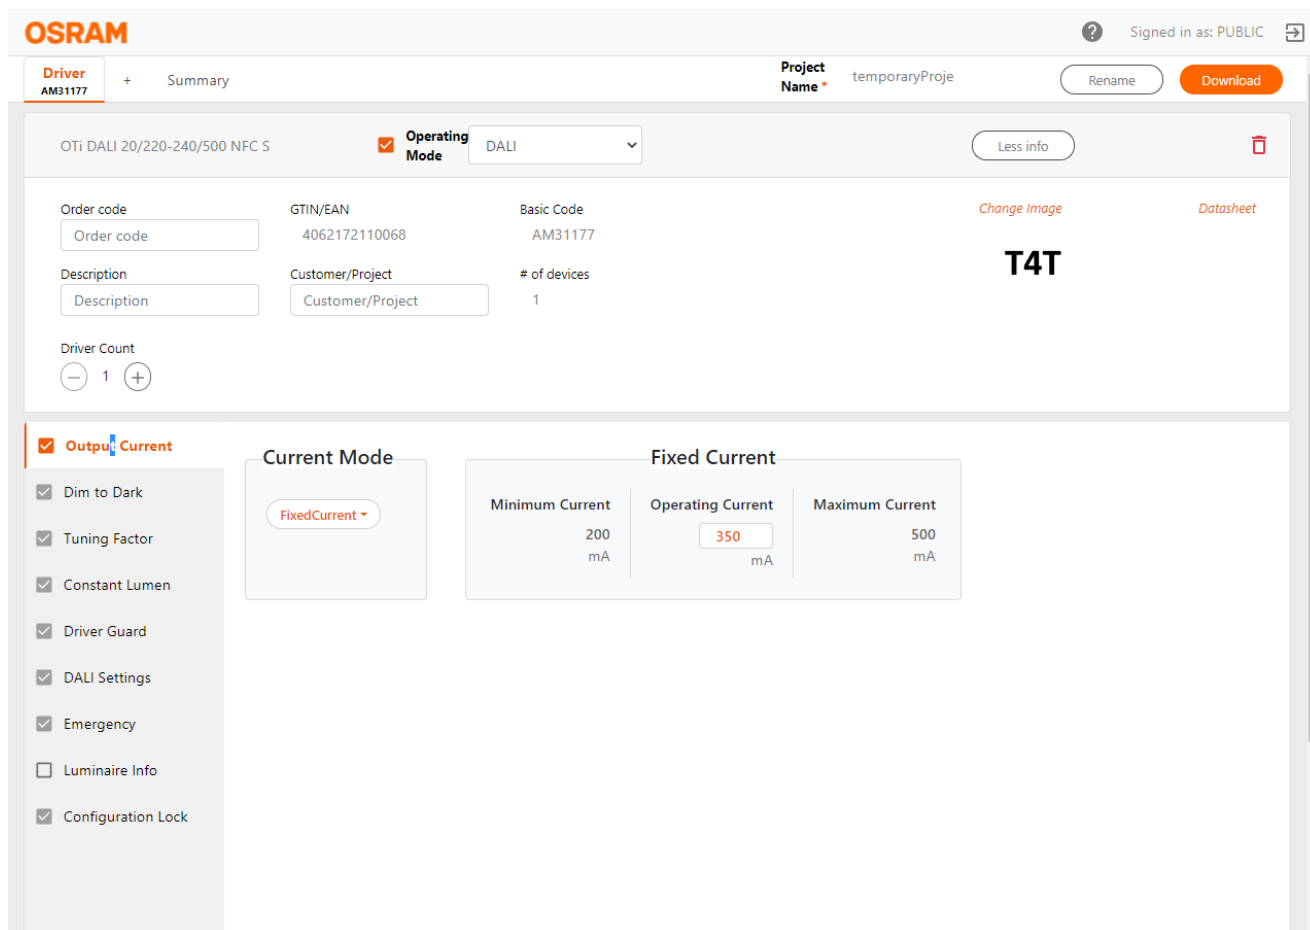 OSRAM
Signed in as: PUBLIC
Driver
AM31177
+
Summary
Project Name *
temporaryProje
Rename
Download
OTi DALI 20/220-240/500 NFC S
Operating Mode
DALI
Less info
Order code
Order code
GTIN/EAN
4062172110068
Basic Code
AM31177
Change Image
Datasheet
T4T
Description
Description
Customer/Project
Customer/Project
# of devices
1
Driver Count
1
Output Current
Dim to Dark
Tuning Factor
Constant Lumen
Driver Guard
DALI Settings
Emergency
Luminaire Info
Configuration Lock
Current Mode
FixedCurrent
Fixed Current
Minimum Current
200
mA
Operating Current
350
mA
Maximum Current
500
mA